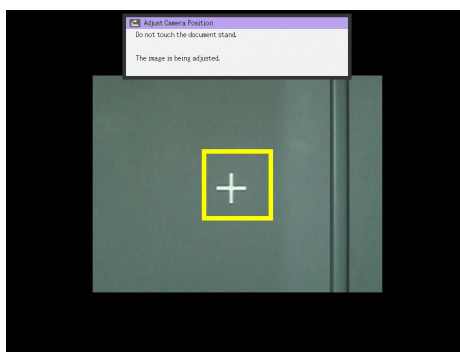 Adjust Camera Position
Do not touch the document stand.
The image is being adjusted.